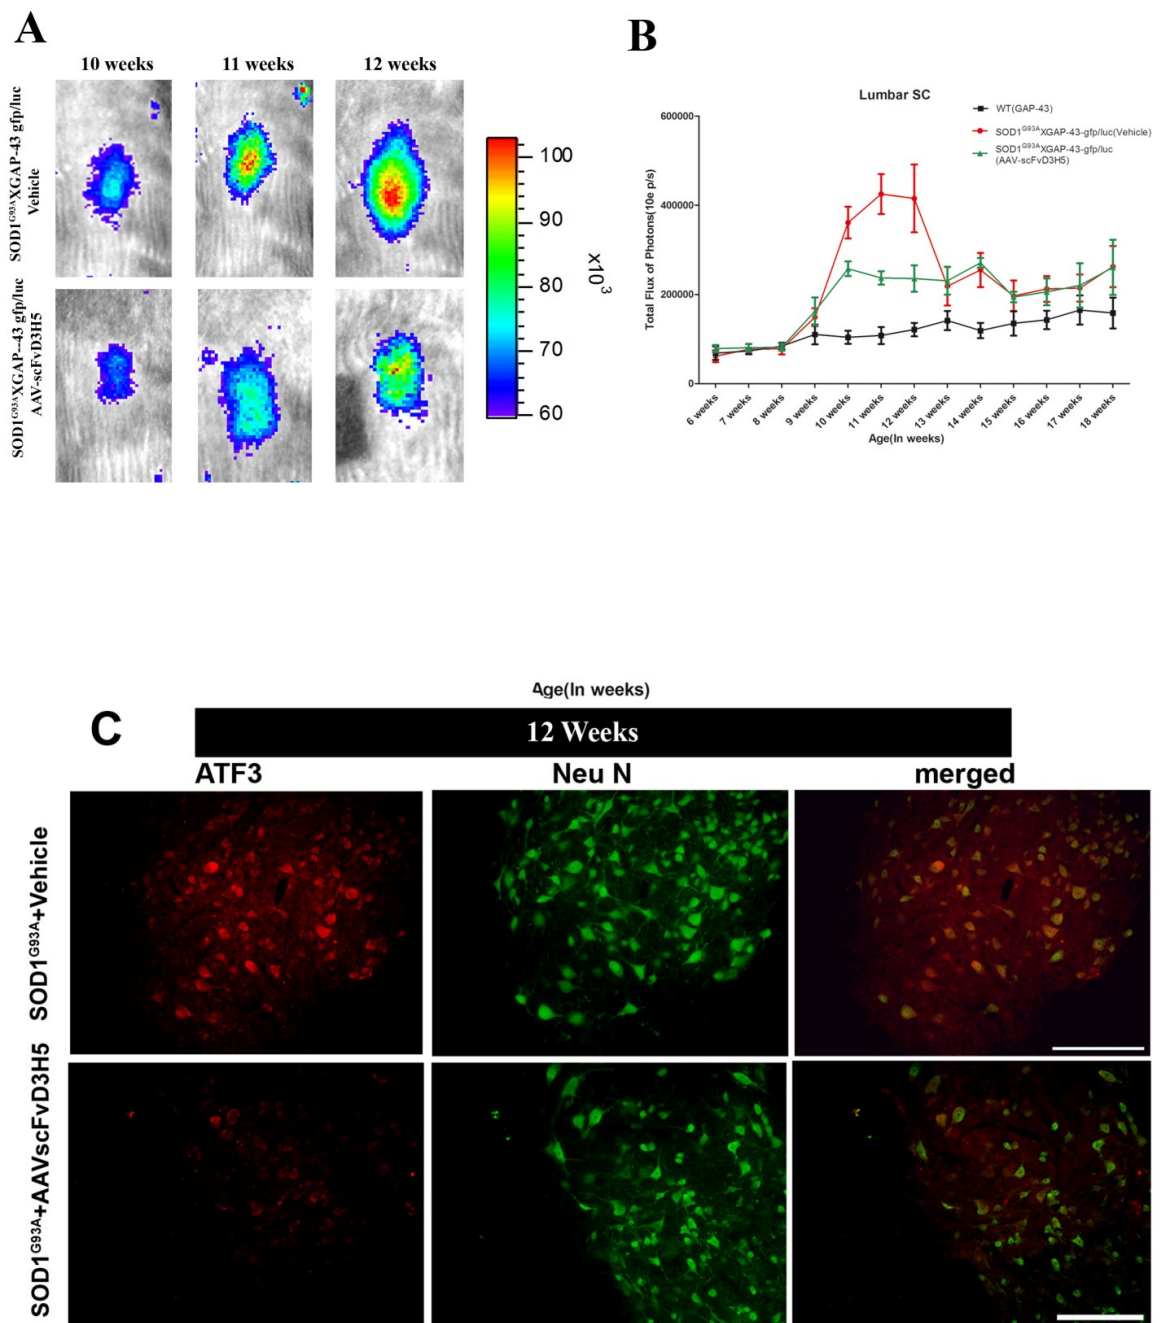 A
10 weeks
11 weeks
12 weeks
SOD1G93AXGAP-43 gfp/luc
Vehicle
SOD1G93AXGAP--43 gfp/luc
AAV-scFvD3H5
100
90
80
70
60
x10³
B
Lumbar SC
WT(GAP-43)
SOD1G93AXGAP-43-gfp/luc(Vehicle)
SOD1G93AXGAP-43-gfp/luc
(AAV-scFvD3H5)
Total Flux of Photons(10e p/s)
600000
400000
200000
0
6 weeks
7 weeks
8 weeks
9 weeks
10 weeks
11 weeks
12 weeks
13 weeks
14 weeks
15 weeks
16 weeks
17 weeks
18 weeks
Age(In weeks)
Age(In weeks)
C
12 Weeks
ATF3
Neu N
merged
SOD1G93A+Vehicle
SOD1G93A+AAVscFvD3H5